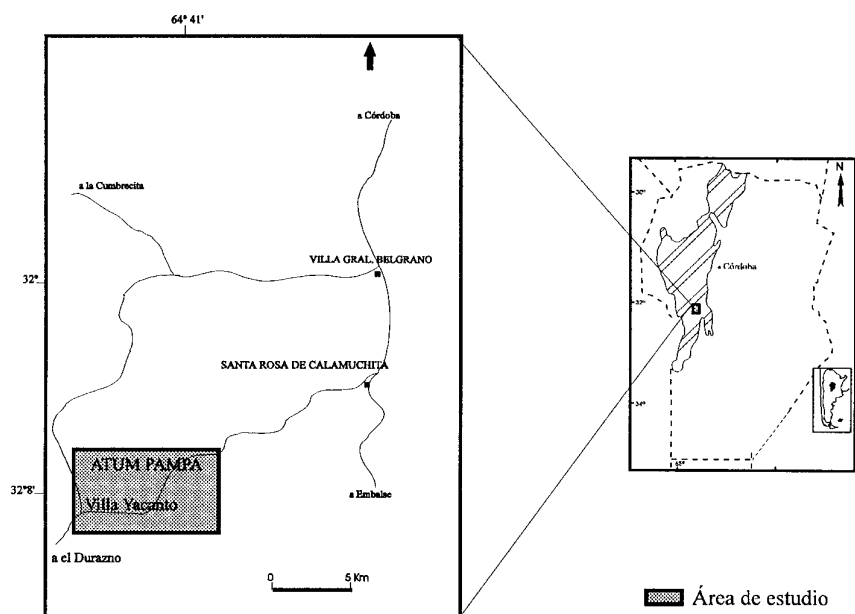 64° 41'
a Córdoba
a la Cumbrecita
VILLA GRAL. BELGRANO
32°
SANTA ROSA DE CALAMUCHITA
ATUM PAMPA
32°8'
Villa Yacanto
a Embalse
a el Durazno
0 5 Km
N
30°
Córdoba
32°
34°
65°
Área de estudio